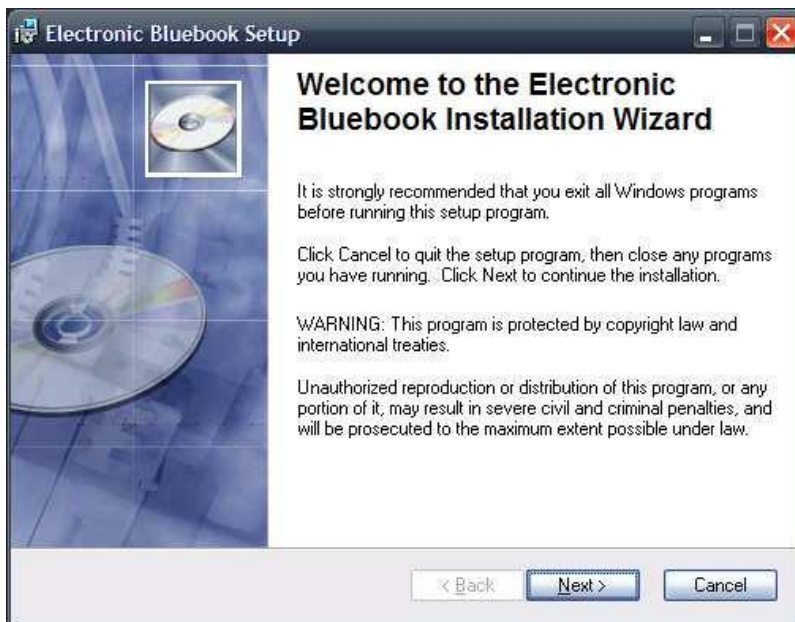 Electronic Bluebook Setup
Welcome to the Electronic
Bluebook Installation Wizard
It is strongly recommended that you exit all Windows programs
before running this setup program.
Click Cancel to quit the setup program, then close any programs
you have running.  Click Next to continue the installation.
WARNING: This program is protected by copyright law and
international treaties.
Unauthorized reproduction or distribution of this program, or any
portion of it, may result in severe civil and criminal penalties, and
will be prosecuted to the maximum extent possible under law.
< Back Next > Cancel